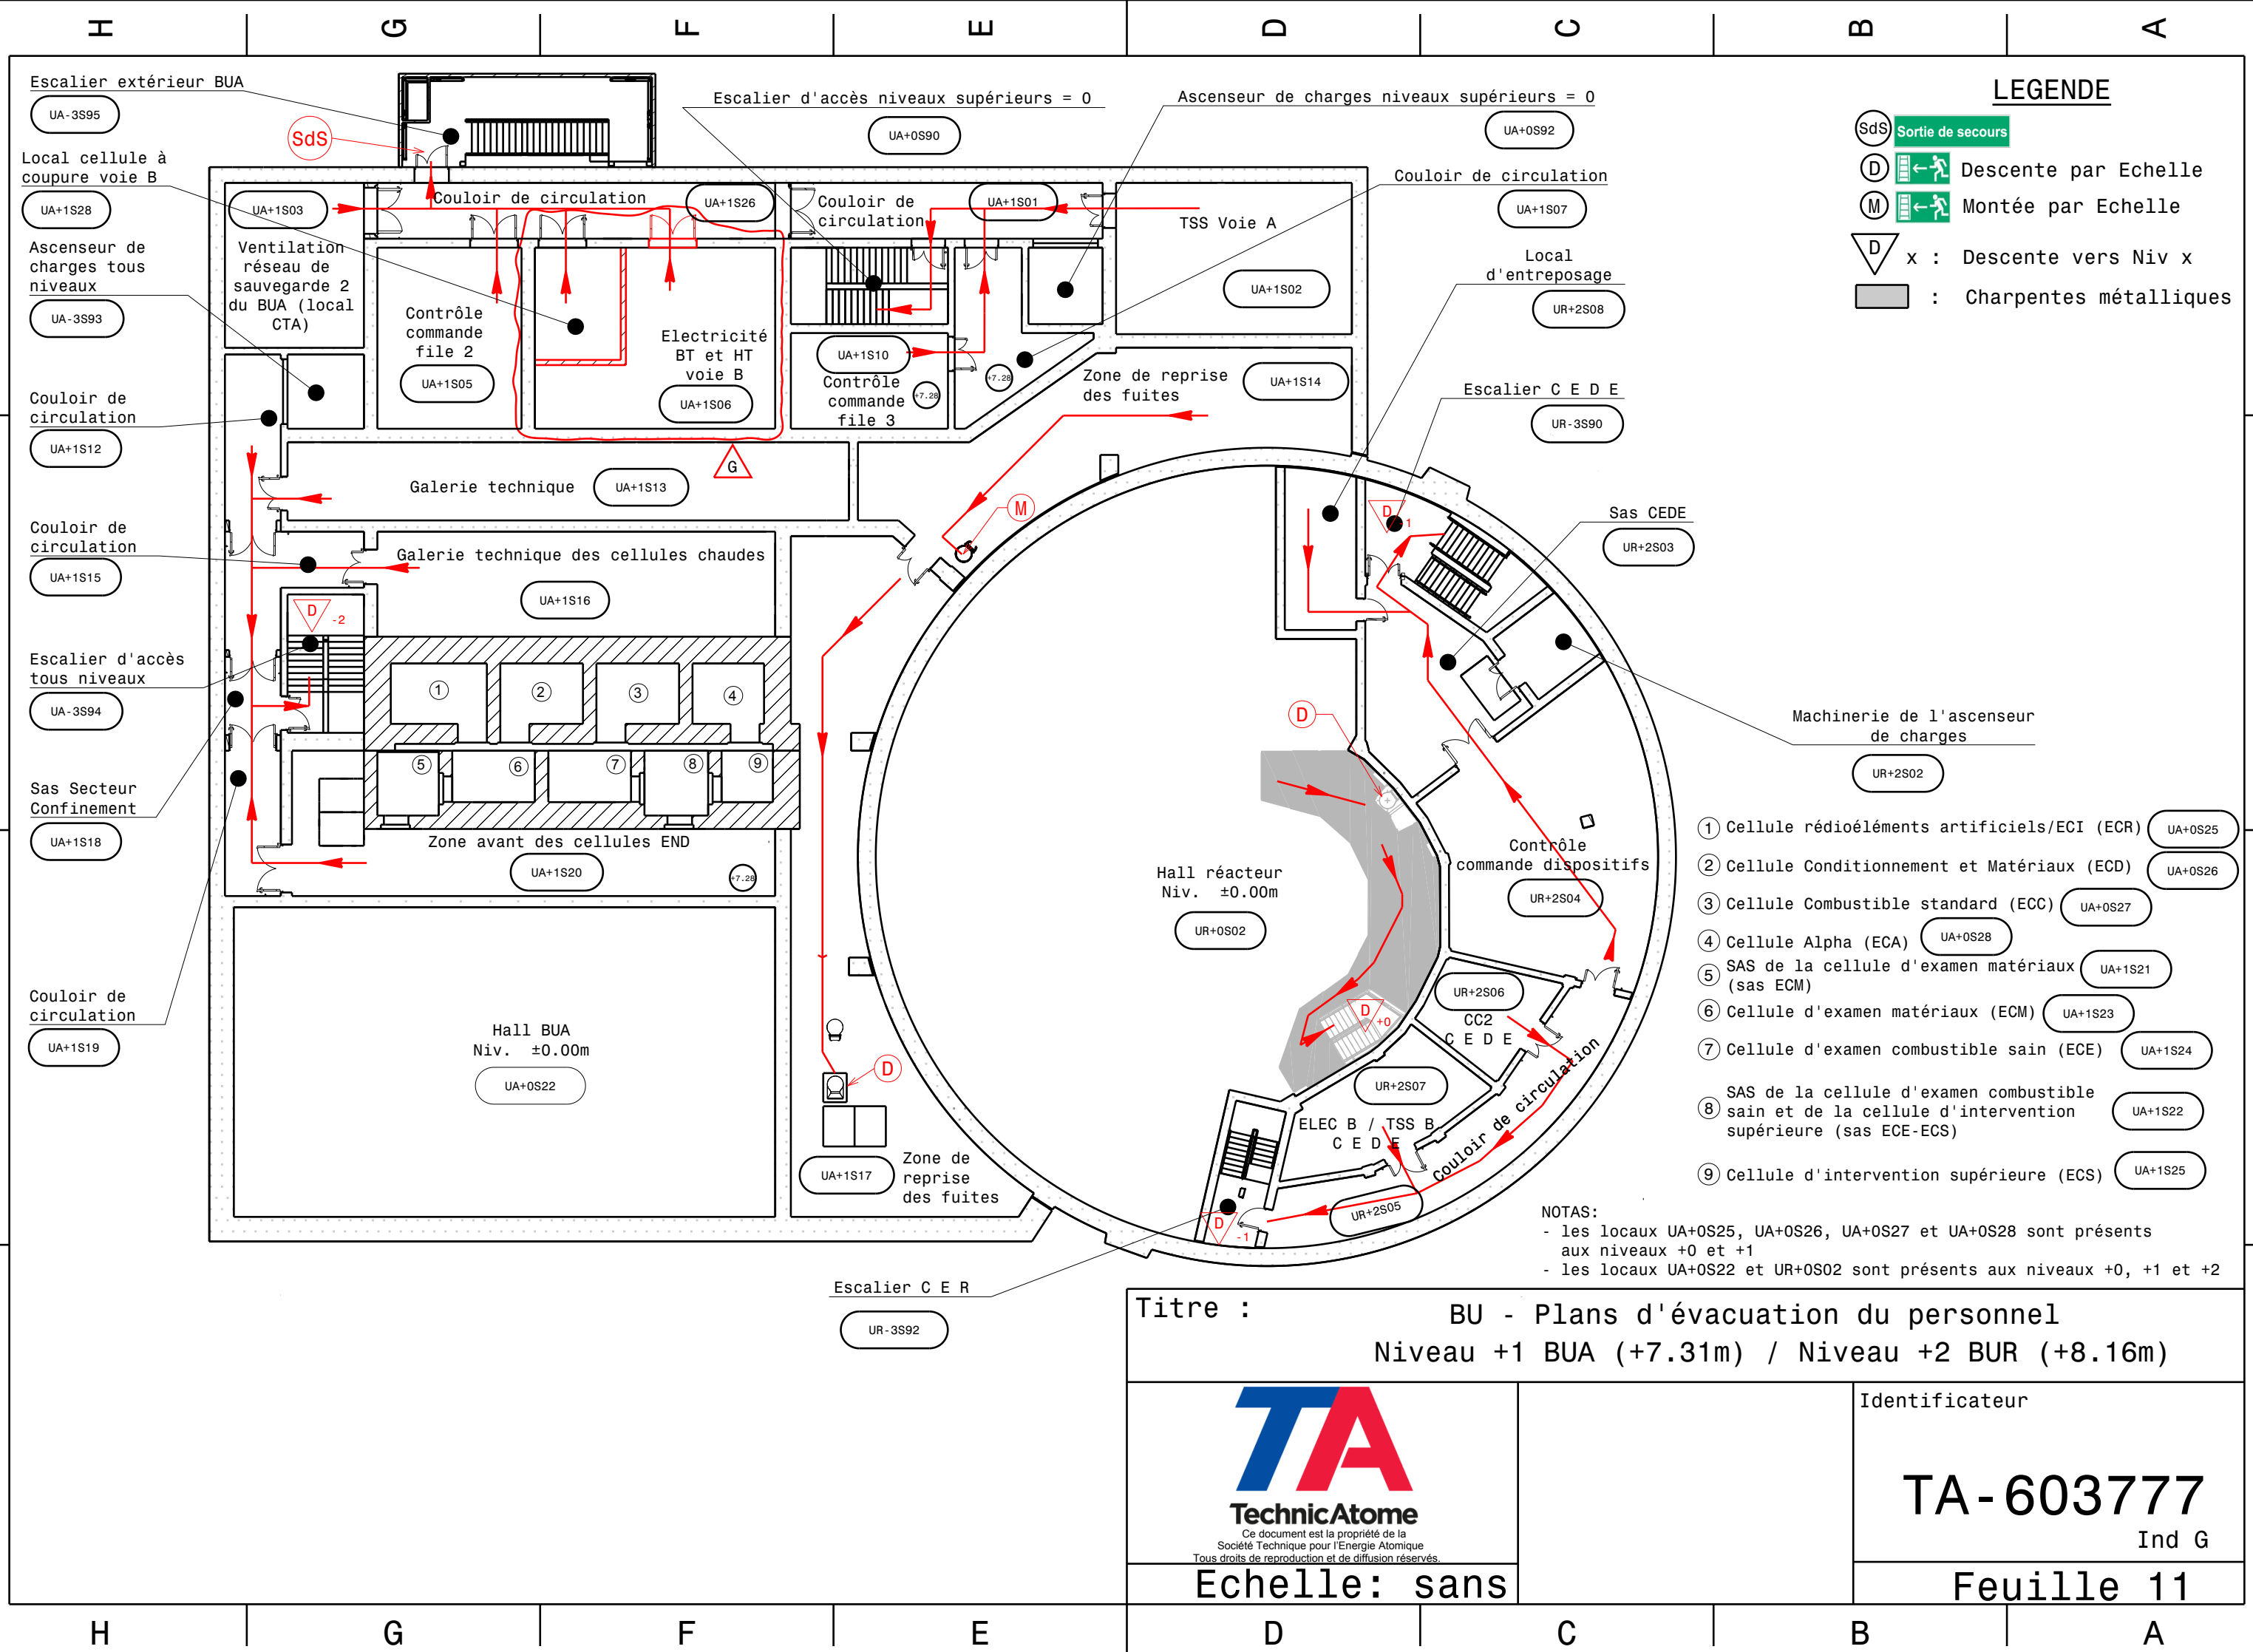 H G F E D C B A
Escalier extérieur BUA
UA-3S95
Local cellule à
coupure voie B
UA+1S28
Ascenseur de
charges tous
niveaux
UA-3S93
Couloir de
circulation
UA+1S12
Couloir de
circulation
UA+1S15
Escalier d'accès
tous niveaux
UA-3S94
Sas Secteur
Confinement
UA+1S18
Couloir de
circulation
UA+1S19
SdS
Escalier d'accès niveaux supérieurs = 0
UA+0S90
Ascenseur de charges niveaux supérieurs = 0
UA+0S92
Couloir de circulation
UA+1S07
Local
d'entreposage
UR+2S08
Escalier C E D E
UR-3S90
Sas CEDE
UR+2S03
Machinerie de l'ascenseur
de charges
UR+2S02
LEGENDE
SdS Sortie de secours
D Descente par Echelle
M Montée par Echelle
D x : Descente vers Niv x
: Charpentes métalliques
UA+1S03
Couloir de circulation
UA+1S26
Couloir de
circulation
UA+1S01
TSS Voie A
UA+1S02
Ventilation
réseau de
sauvegarde 2
du BUA (local
CTA)
Contrôle
commande
file 2
UA+1S05
Electricité
BT et HT
voie B
UA+1S06
UA+1S10
Contrôle
commande
file 3
+7.28
+7.28
Zone de reprise
des fuites
UA+1S14
G
Galerie technique
UA+1S13
M
D 1
Galerie technique des cellules chaudes
UA+1S16
D -2
1 2 3 4
5 6 7 8 9
Zone avant des cellules END
UA+1S20
+7.28
D
Hall réacteur
Niv. ±0.00m
UR+0S02
Contrôle
commande dispositifs
UR+2S04
Hall BUA
Niv. ±0.00m
UA+0S22
D
UR+2S06
CC2
C E D E
D +0
UR+2S07
ELEC B / TSS B
C E D E
Couloir de circulation
UR+2S05
UA+1S17
Zone de
reprise
des fuites
D -1
Escalier C E R
UR-3S92
1 Cellule rédioéléments artificiels/ECI (ECR) UA+0S25
2 Cellule Conditionnement et Matériaux (ECD) UA+0S26
3 Cellule Combustible standard (ECC) UA+0S27
4 Cellule Alpha (ECA) UA+0S28
5 SAS de la cellule d'examen matériaux
(sas ECM)
UA+1S21
6 Cellule d'examen matériaux (ECM) UA+1S23
7 Cellule d'examen combustible sain (ECE) UA+1S24
8 SAS de la cellule d'examen combustible
sain et de la cellule d'intervention
supérieure (sas ECE-ECS)
UA+1S22
9 Cellule d'intervention supérieure (ECS) UA+1S25
NOTAS:
- les locaux UA+0S25, UA+0S26, UA+0S27 et UA+0S28 sont présents
aux niveaux +0 et +1
- les locaux UA+0S22 et UR+0S02 sont présents aux niveaux +0, +1 et +2
Titre :
BU - Plans d'évacuation du personnel
Niveau +1 BUA (+7.31m) / Niveau +2 BUR (+8.16m)
TA
TechnicAtome
Ce document est la propriété de la
Société Technique pour l'Energie Atomique
Tous droits de reproduction et de diffusion réservés.
Echelle: sans
Identificateur
TA-603777
Ind G
Feuille 11
H G F E D C B A